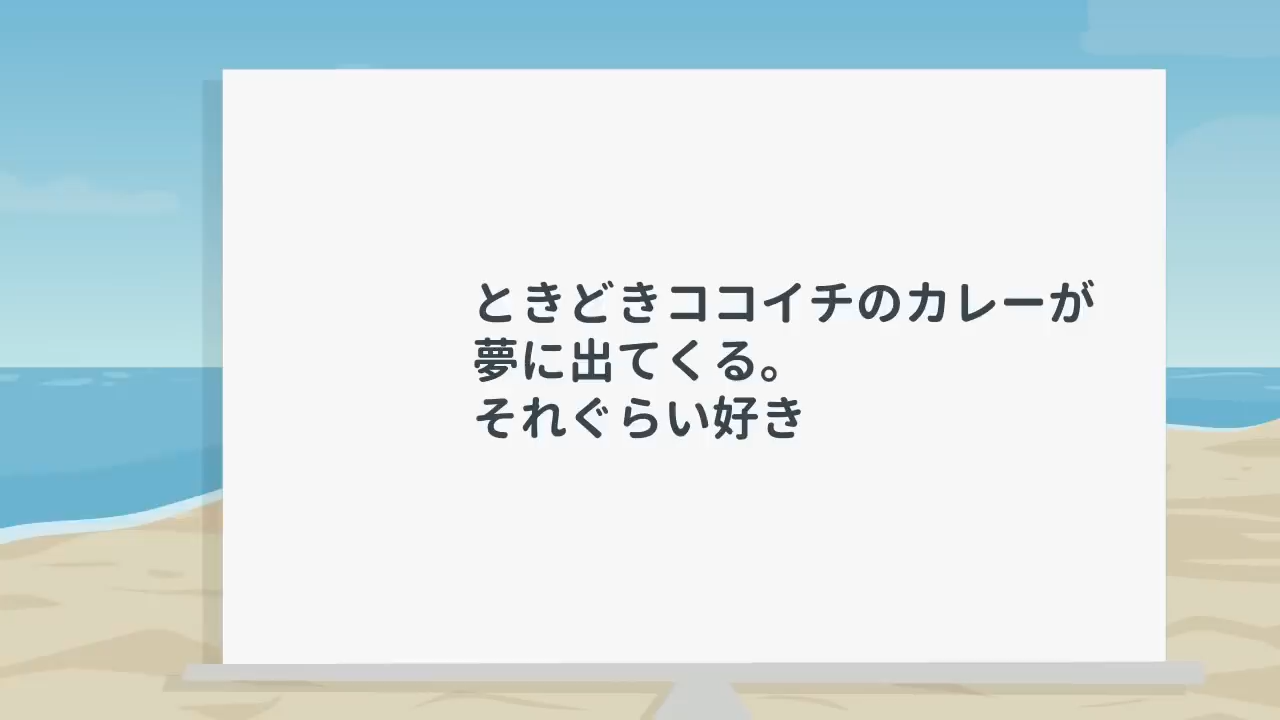 ときどきココイチのカレーが
夢に出てくる。
それぐらい好き